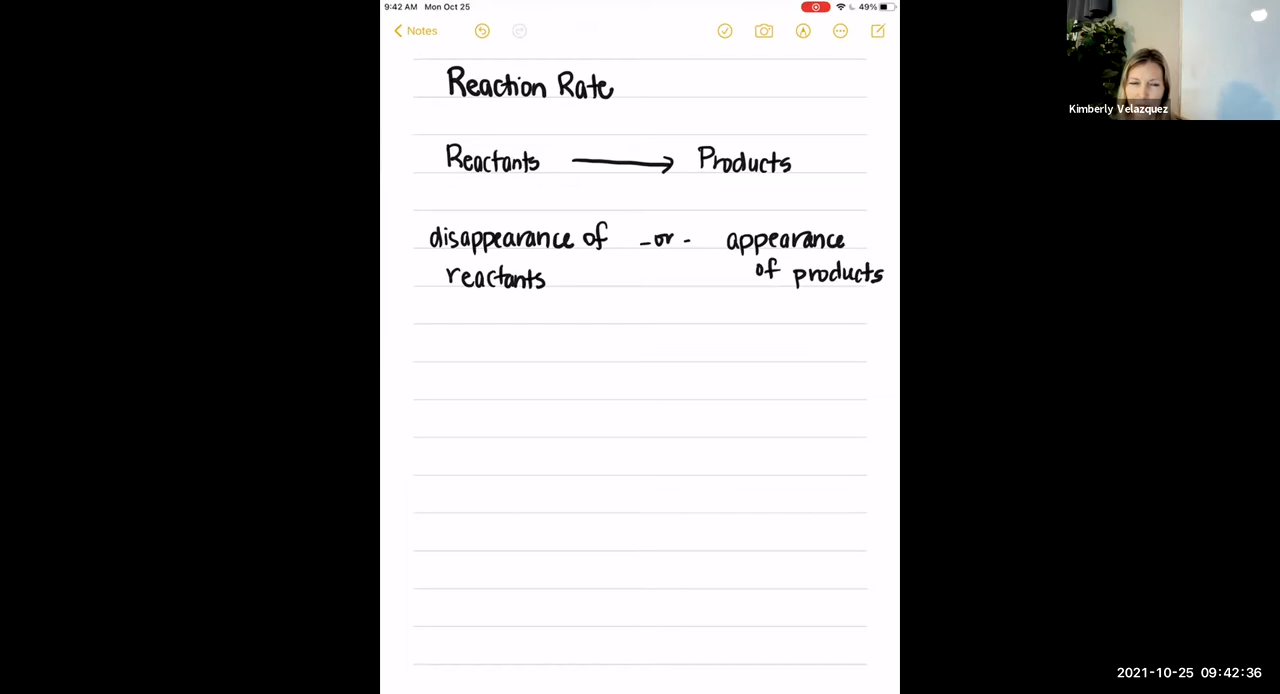 9:42 AM Mon Oct 25 49%
Notes
Reaction Rate
Reactants → Products
disappearance of -or- appearance
reactants of products
Kimberly Velazquez
2021-10-25 09:42:36